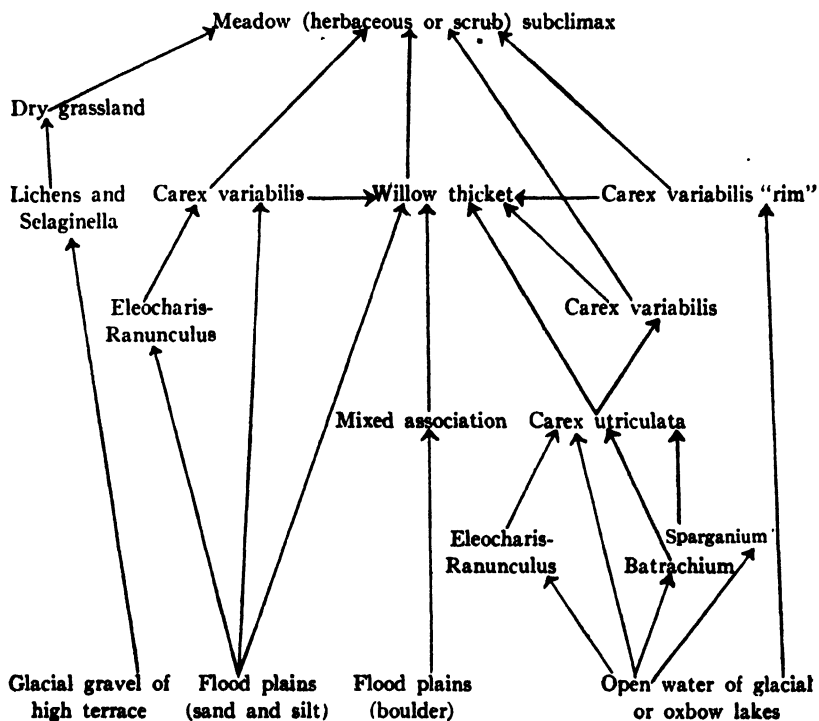 Meadow (herbaceous or scrub) subclimax
Dry grassland
Lichens and
Selaginella
Carex variabilis
Willow thicket
Carex variabilis "rim"
Eleocharis-
Ranunculus
Carex variabilis
Mixed association
Carex utriculata
Eleocharis-
Ranunculus
Sparganium
Batrachium
Glacial gravel of
high terrace
Flood plains
(sand and silt)
Flood plains
(boulder)
Open water of glacial
or oxbow lakes